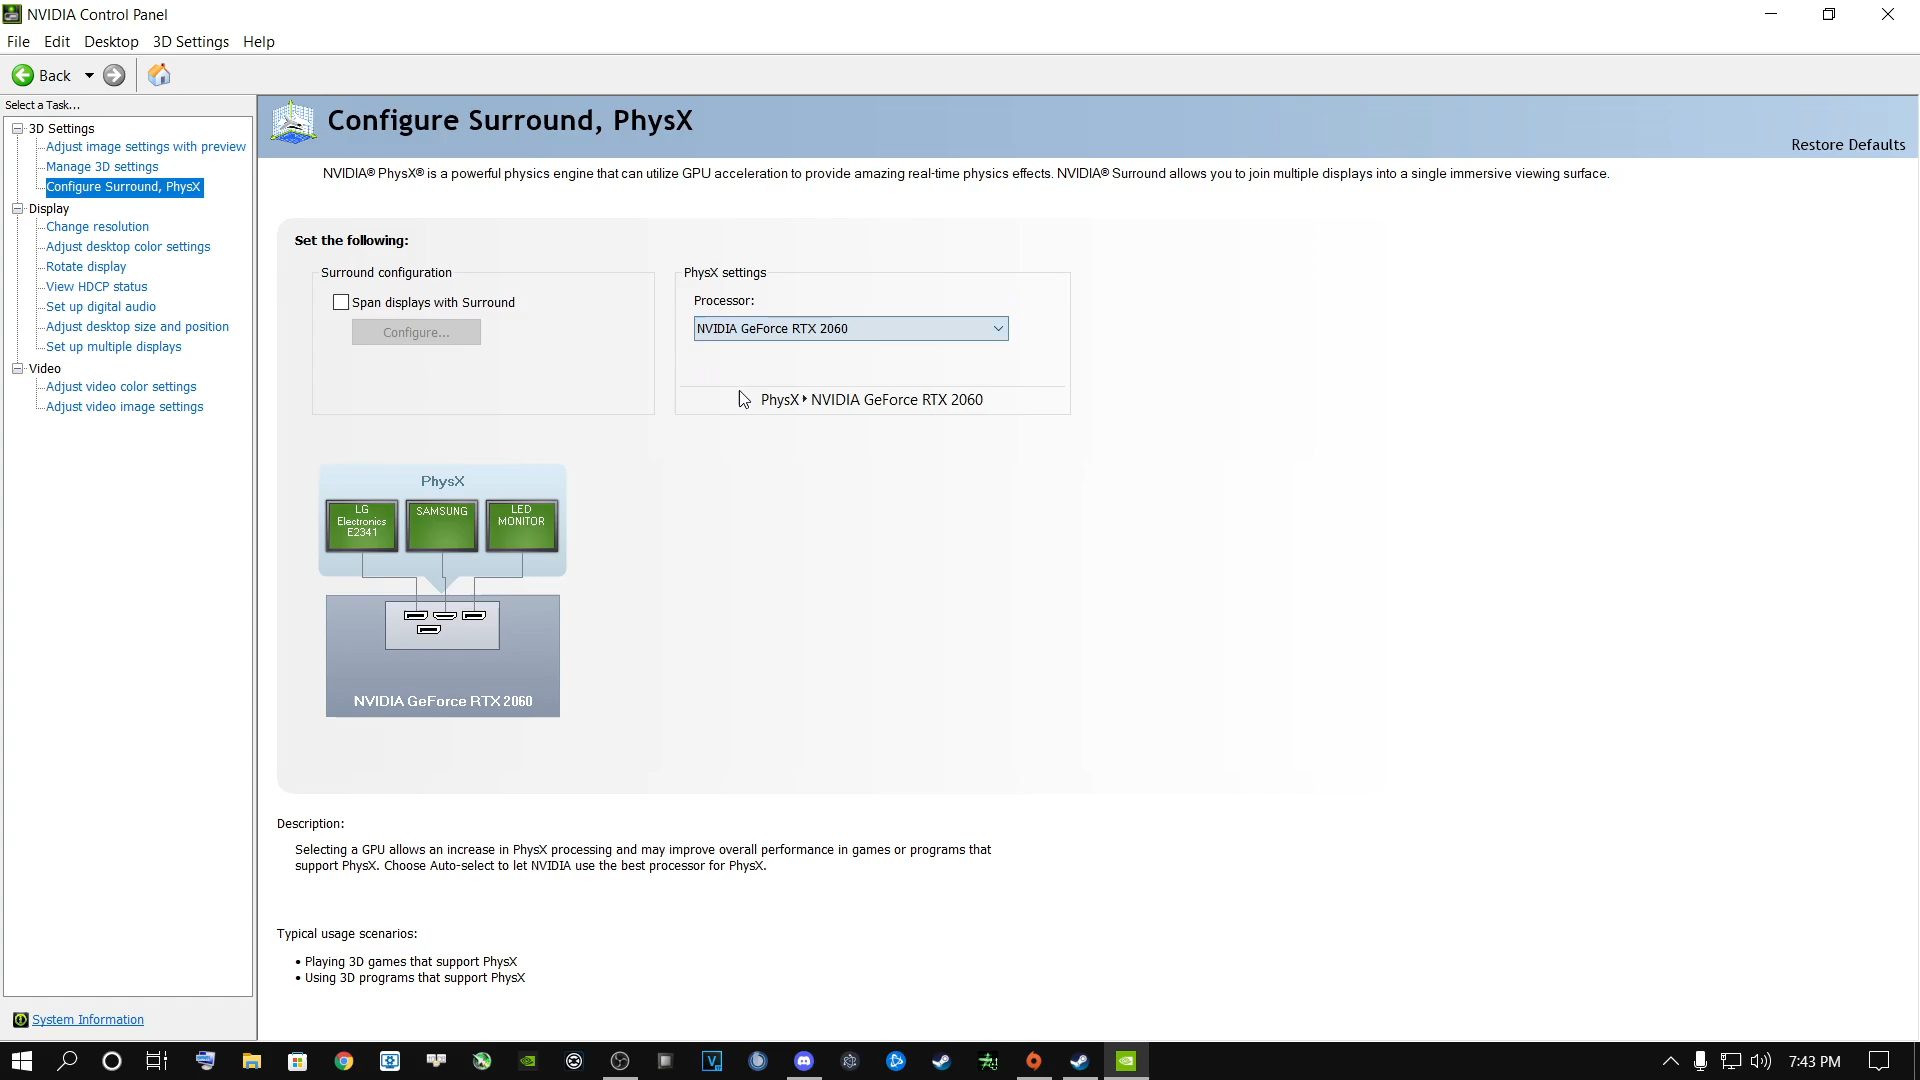 NVIDIA Control Panel
File Edit Desktop 3D Settings Help
Back
Select a Task...
3D Settings
Adjust image settings with preview
Manage 3D settings
Configure Surround, PhysX
Display
Change resolution
Adjust desktop color settings
Rotate display
View HDCP status
Set up digital audio
Adjust desktop size and position
Set up multiple displays
Video
Adjust video color settings
Adjust video image settings
System Information
Configure Surround, PhysX
Restore Defaults
NVIDIA® PhysX® is a powerful physics engine that can utilize GPU acceleration to provide amazing real-time physics effects. NVIDIA® Surround allows you to join multiple displays into a single immersive viewing surface.
Set the following:
Surround configuration
Span displays with Surround
Configure...
PhysX settings
Processor:
NVIDIA GeForce RTX 2060
PhysX NVIDIA GeForce RTX 2060
PhysX
LG
Electronics
E2341
SAMSUNG
LED
MONITOR
NVIDIA GeForce RTX 2060
Description:
Selecting a GPU allows an increase in PhysX processing and may improve overall performance in games or programs that
support PhysX. Choose Auto-select to let NVIDIA use the best processor for PhysX.
Typical usage scenarios:
• Playing 3D games that support PhysX
• Using 3D programs that support PhysX
7:43 PM